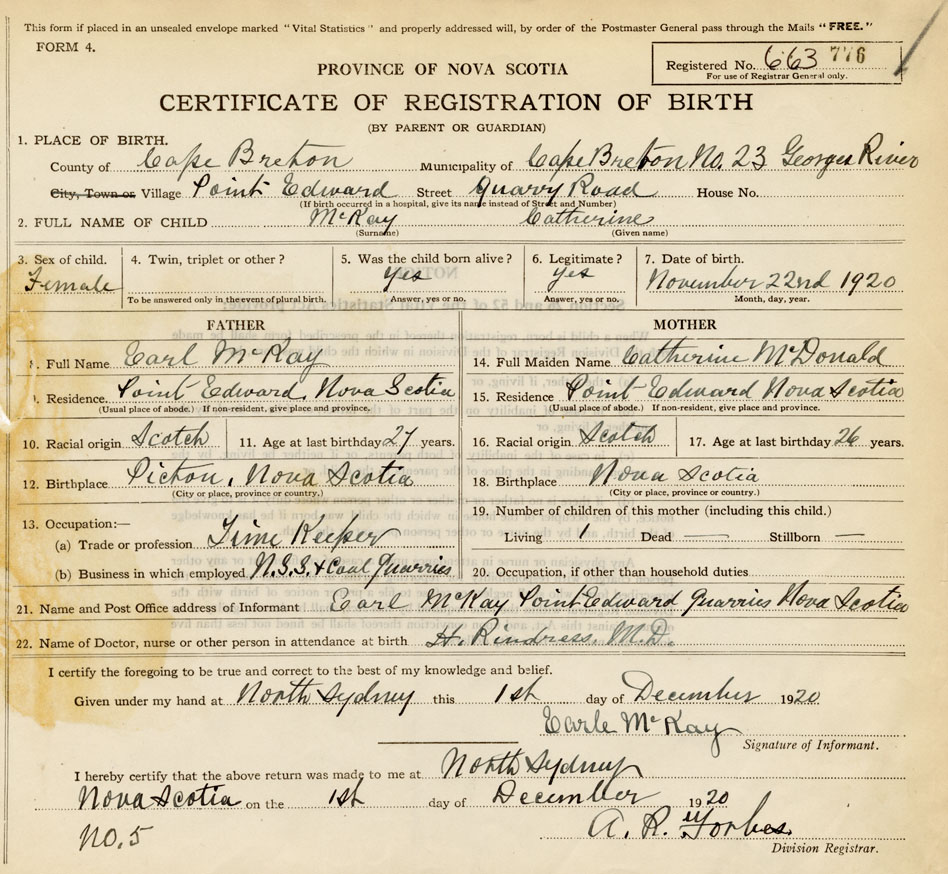 This form if placed in an unsealed envelope marked "Vital Statistics" and properly addressed will, by order of the Postmaster General pass through the Mails "FREE."
FORM 4.
Registered No. 663 776
For use of Registrar General only.
PROVINCE OF NOVA SCOTIA
CERTIFICATE OF REGISTRATION OF BIRTH
(BY PARENT OR GUARDIAN)
1. PLACE OF BIRTH.
County of Cape Breton Municipality of Cape Breton No. 23 Georges River
City, Town or Village Point Edward Street Quarry Road House No.
(If birth occurred in a hospital, give its name instead of Street and Number)
2. FULL NAME OF CHILD McKay Catherine
(Surname) (Given name)
3. Sex of child. 4. Twin, triplet or other? 5. Was the child born alive? 6. Legitimate? 7. Date of birth.
Female Yes Yes November 22nd 1920
To be answered only in the event of plural birth. Answer, yes or no. Answer, yes or no. Month, day, year.
FATHER MOTHER
8. Full Name Earl McKay 14. Full Maiden Name Catherine McDonald
9. Residence Point Edward, Nova Scotia 15. Residence Point Edward Nova Scotia
(Usual place of abode.) If non-resident, give place and province. (Usual place of abode.) If non-resident, give place and province.
10. Racial origin Scotch 11. Age at last birthday 27 years. 16. Racial origin Scotch 17. Age at last birthday 26 years.
12. Birthplace Pictou, Nova Scotia 18. Birthplace Nova Scotia
(City or place, province or country.) (City or place, province or country.)
13. Occupation:— 19. Number of children of this mother (including this child.)
(a) Trade or profession Time Keeper Living 1 Dead — Stillborn —
(b) Business in which employed N.S.S. & Coal Quarries 20. Occupation, if other than household duties
21. Name and Post Office address of Informant Earl McKay Point Edward Quarries Nova Scotia
22. Name of Doctor, nurse or other person in attendance at birth H. Rindress. M.D.
I certify the foregoing to be true and correct to the best of my knowledge and belief.
Given under my hand at North Sydney this 1st day of December 1920
Earle McKay
Signature of Informant.
I hereby certify that the above return was made to me at North Sydney
Nova Scotia on the 1st day of December 1920
No. 5 A. R. Forbes
Division Registrar.